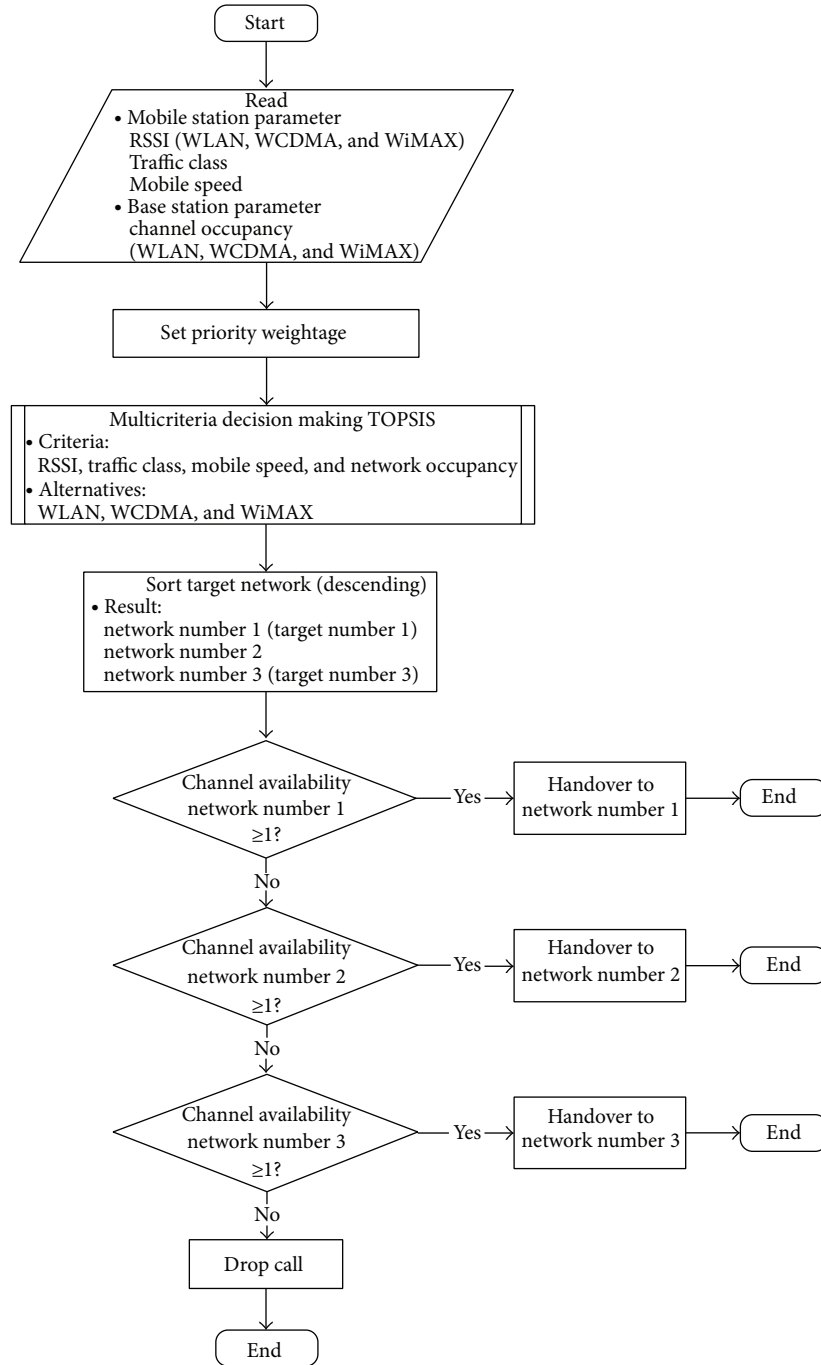 Start
Read
• Mobile station parameter
RSSI (WLAN, WCDMA, and WiMAX)
Traffic class
Mobile speed
• Base station parameter
channel occupancy
(WLAN, WCDMA, and WiMAX)
Set priority weightage
Multicriteria decision making TOPSIS
• Criteria:
RSSI, traffic class, mobile speed, and network occupancy
• Alternatives:
WLAN, WCDMA, and WiMAX
Sort target network (descending)
• Result:
network number 1 (target number 1)
network number 2
network number 3 (target number 3)
Channel availability
network number 1
≥1?
Yes
Handover to
network number 1
End
No
Channel availability
network number 2
≥1?
Yes
Handover to
network number 2
End
No
Channel availability
network number 3
≥1?
Yes
Handover to
network number 3
End
No
Drop call
End